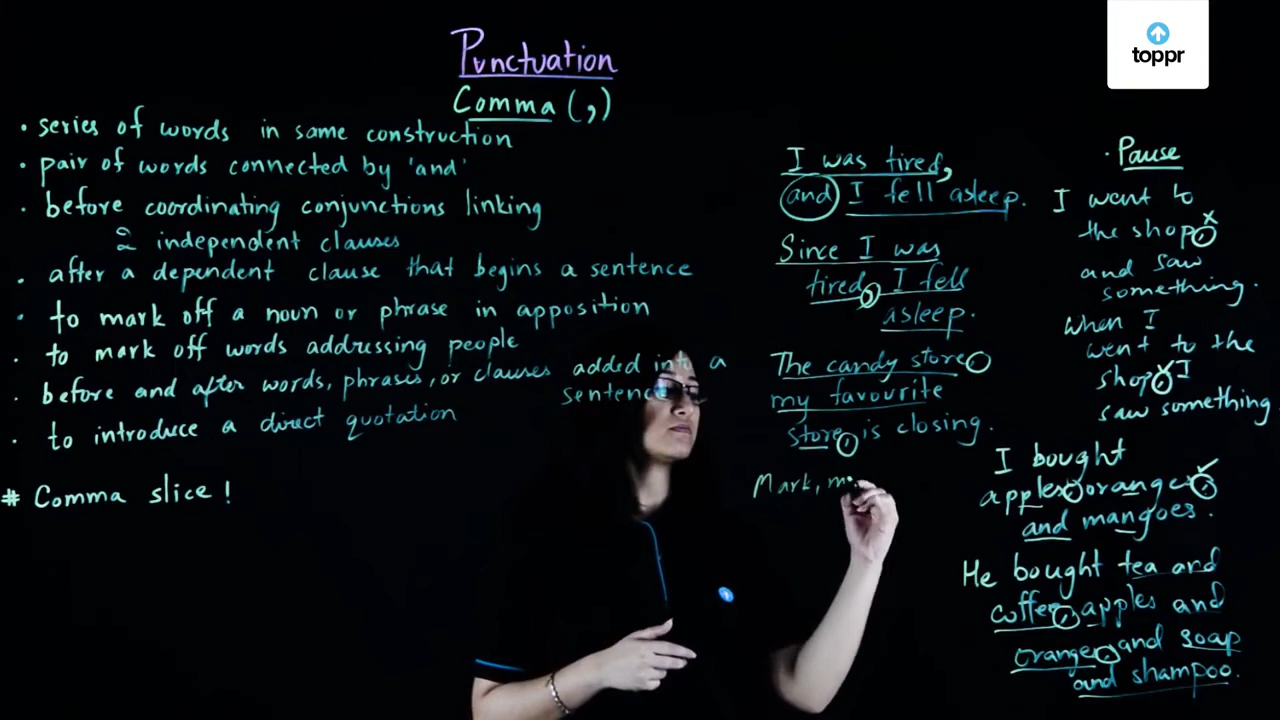 toppr
Punctuation
Comma (,)
• series of words in same construction
• pair of words connected by 'and'
• before coordinating conjunctions linking
2 independent clauses
• after a dependent clause that begins a sentence
• to mark off a noun or phrase in apposition
• to mark off words addressing people
• before and after words, phrases, or clauses added into a
sentence
• to introduce a direct quotation
# Comma slice!
I was tired,
and I fell asleep.
Since I was
tired, I fell
asleep.
The candy store,
my favourite
store, is closing.
Mark, m
• Pause
I went to
the shop,
and saw
something.
When I
went to the
shop, I
saw something
I bought
apples, oranges,
and mangoes.
He bought tea and
coffee, apples and
oranges, and soap
and shampoo.